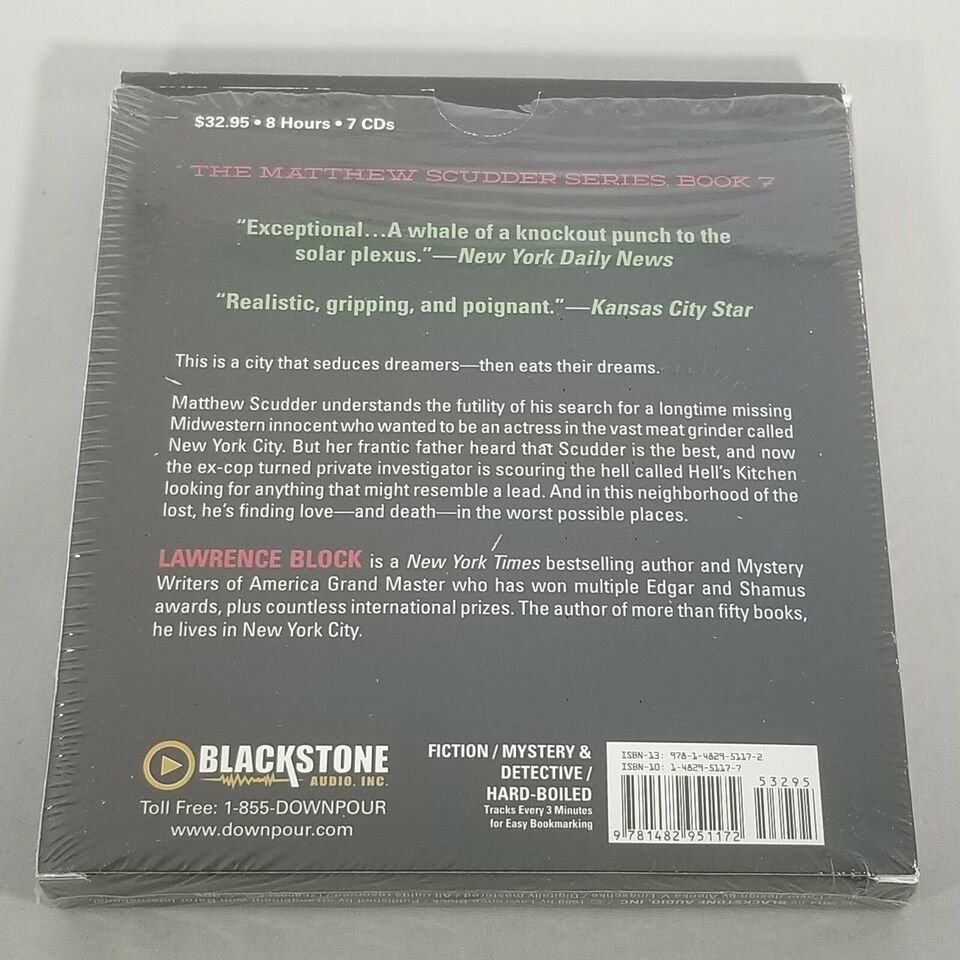 $32.95 • 8 Hours • 7 CDs
THE MATTHEW SCUDDER SERIES, BOOK 7
"Exceptional...A whale of a knockout punch to the
solar plexus."—New York Daily News
"Realistic, gripping, and poignant."—Kansas City Star
This is a city that seduces dreamers—then eats their dreams.
Matthew Scudder understands the futility of his search for a longtime missing
Midwestern innocent who wanted to be an actress in the vast meat grinder called
New York City. But her frantic father heard that Scudder is the best, and now
the ex-cop turned private investigator is scouring the hell called Hell's Kitchen
looking for anything that might resemble a lead. And in this neighborhood of the
lost, he's finding love—and death—in the worst possible places.
LAWRENCE BLOCK is a New York Times bestselling author and Mystery
Writers of America Grand Master who has won multiple Edgar and Shamus
awards, plus countless international prizes. The author of more than fifty books,
he lives in New York City.
BLACKSTONE
AUDIO, INC.
Toll Free: 1-855-DOWNPOUR
www.downpour.com
FICTION / MYSTERY &
DETECTIVE /
HARD-BOILED
Tracks Every 3 Minutes
for Easy Bookmarking
ISBN-13: 978-1-4829-5117-2
ISBN-10: 1-4829-5117-7
53295
9 781482 951172
BLACKSTONE AUDIO, INC.